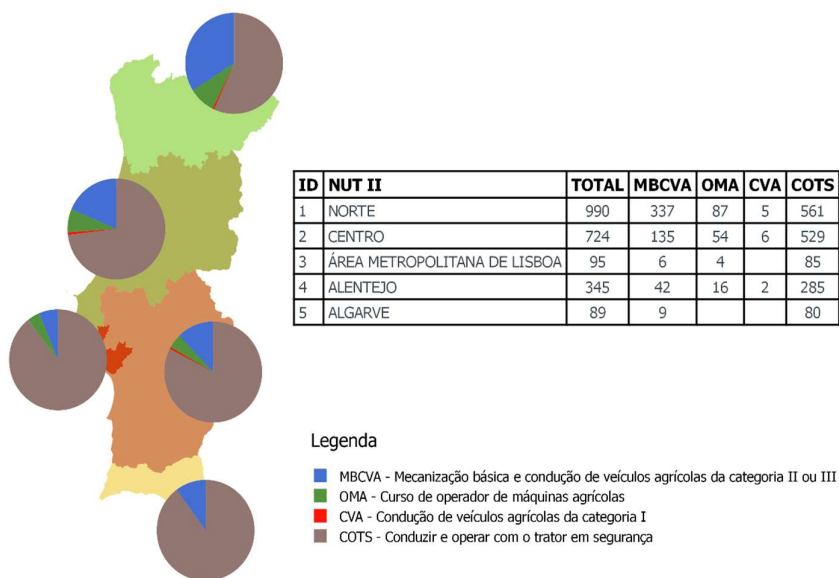 ID NUT II TOTAL MBCVA OMA CVA COTS
1 NORTE 990 337 87 5 561
2 CENTRO 724 135 54 6 529
3 ÁREA METROPOLITANA DE LISBOA 95 6 4 85
4 ALENTEJO 345 42 16 2 285
5 ALGARVE 89 9 80
Legenda
MBCVA - Mecanização básica e condução de veículos agrícolas da categoria II ou III
OMA - Curso de operador de máquinas agrícolas
CVA - Condução de veículos agrícolas da categoria I
COTS - Conduzir e operar com o trator em segurança